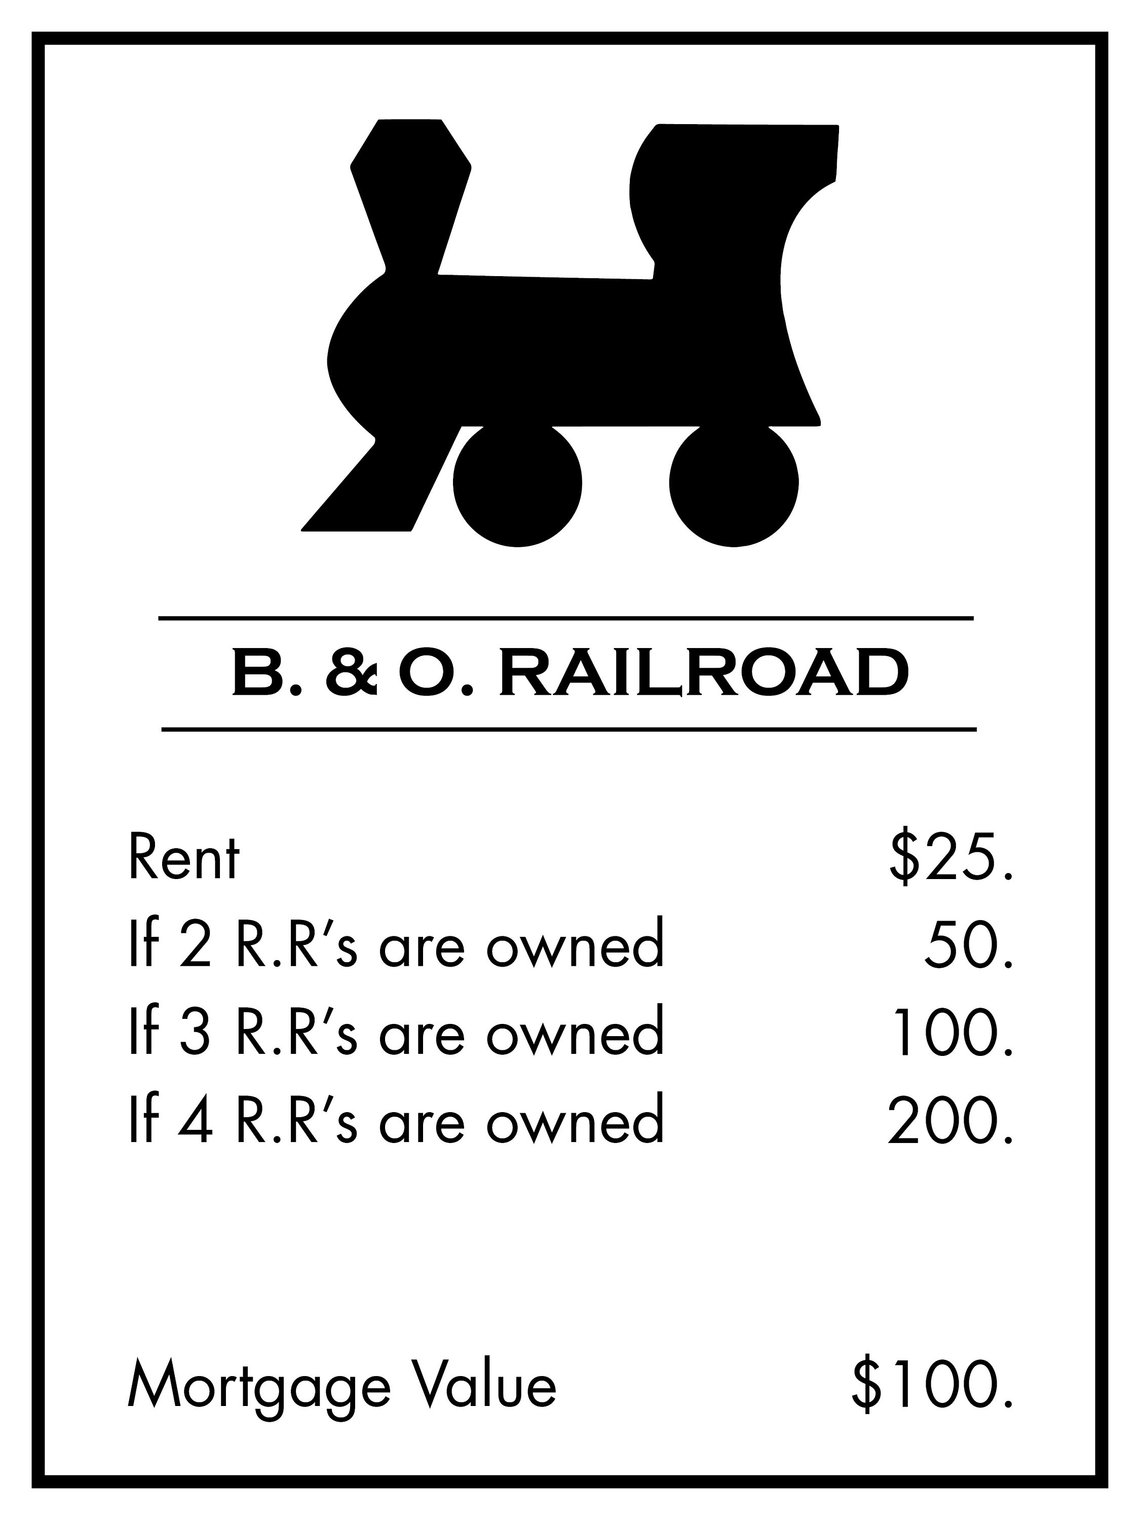 B. & O. RAILROAD
Rent $25.
If 2 R.R’s are owned 50.
If 3 R.R’s are owned 100.
If 4 R.R’s are owned 200.
Mortgage Value $100.